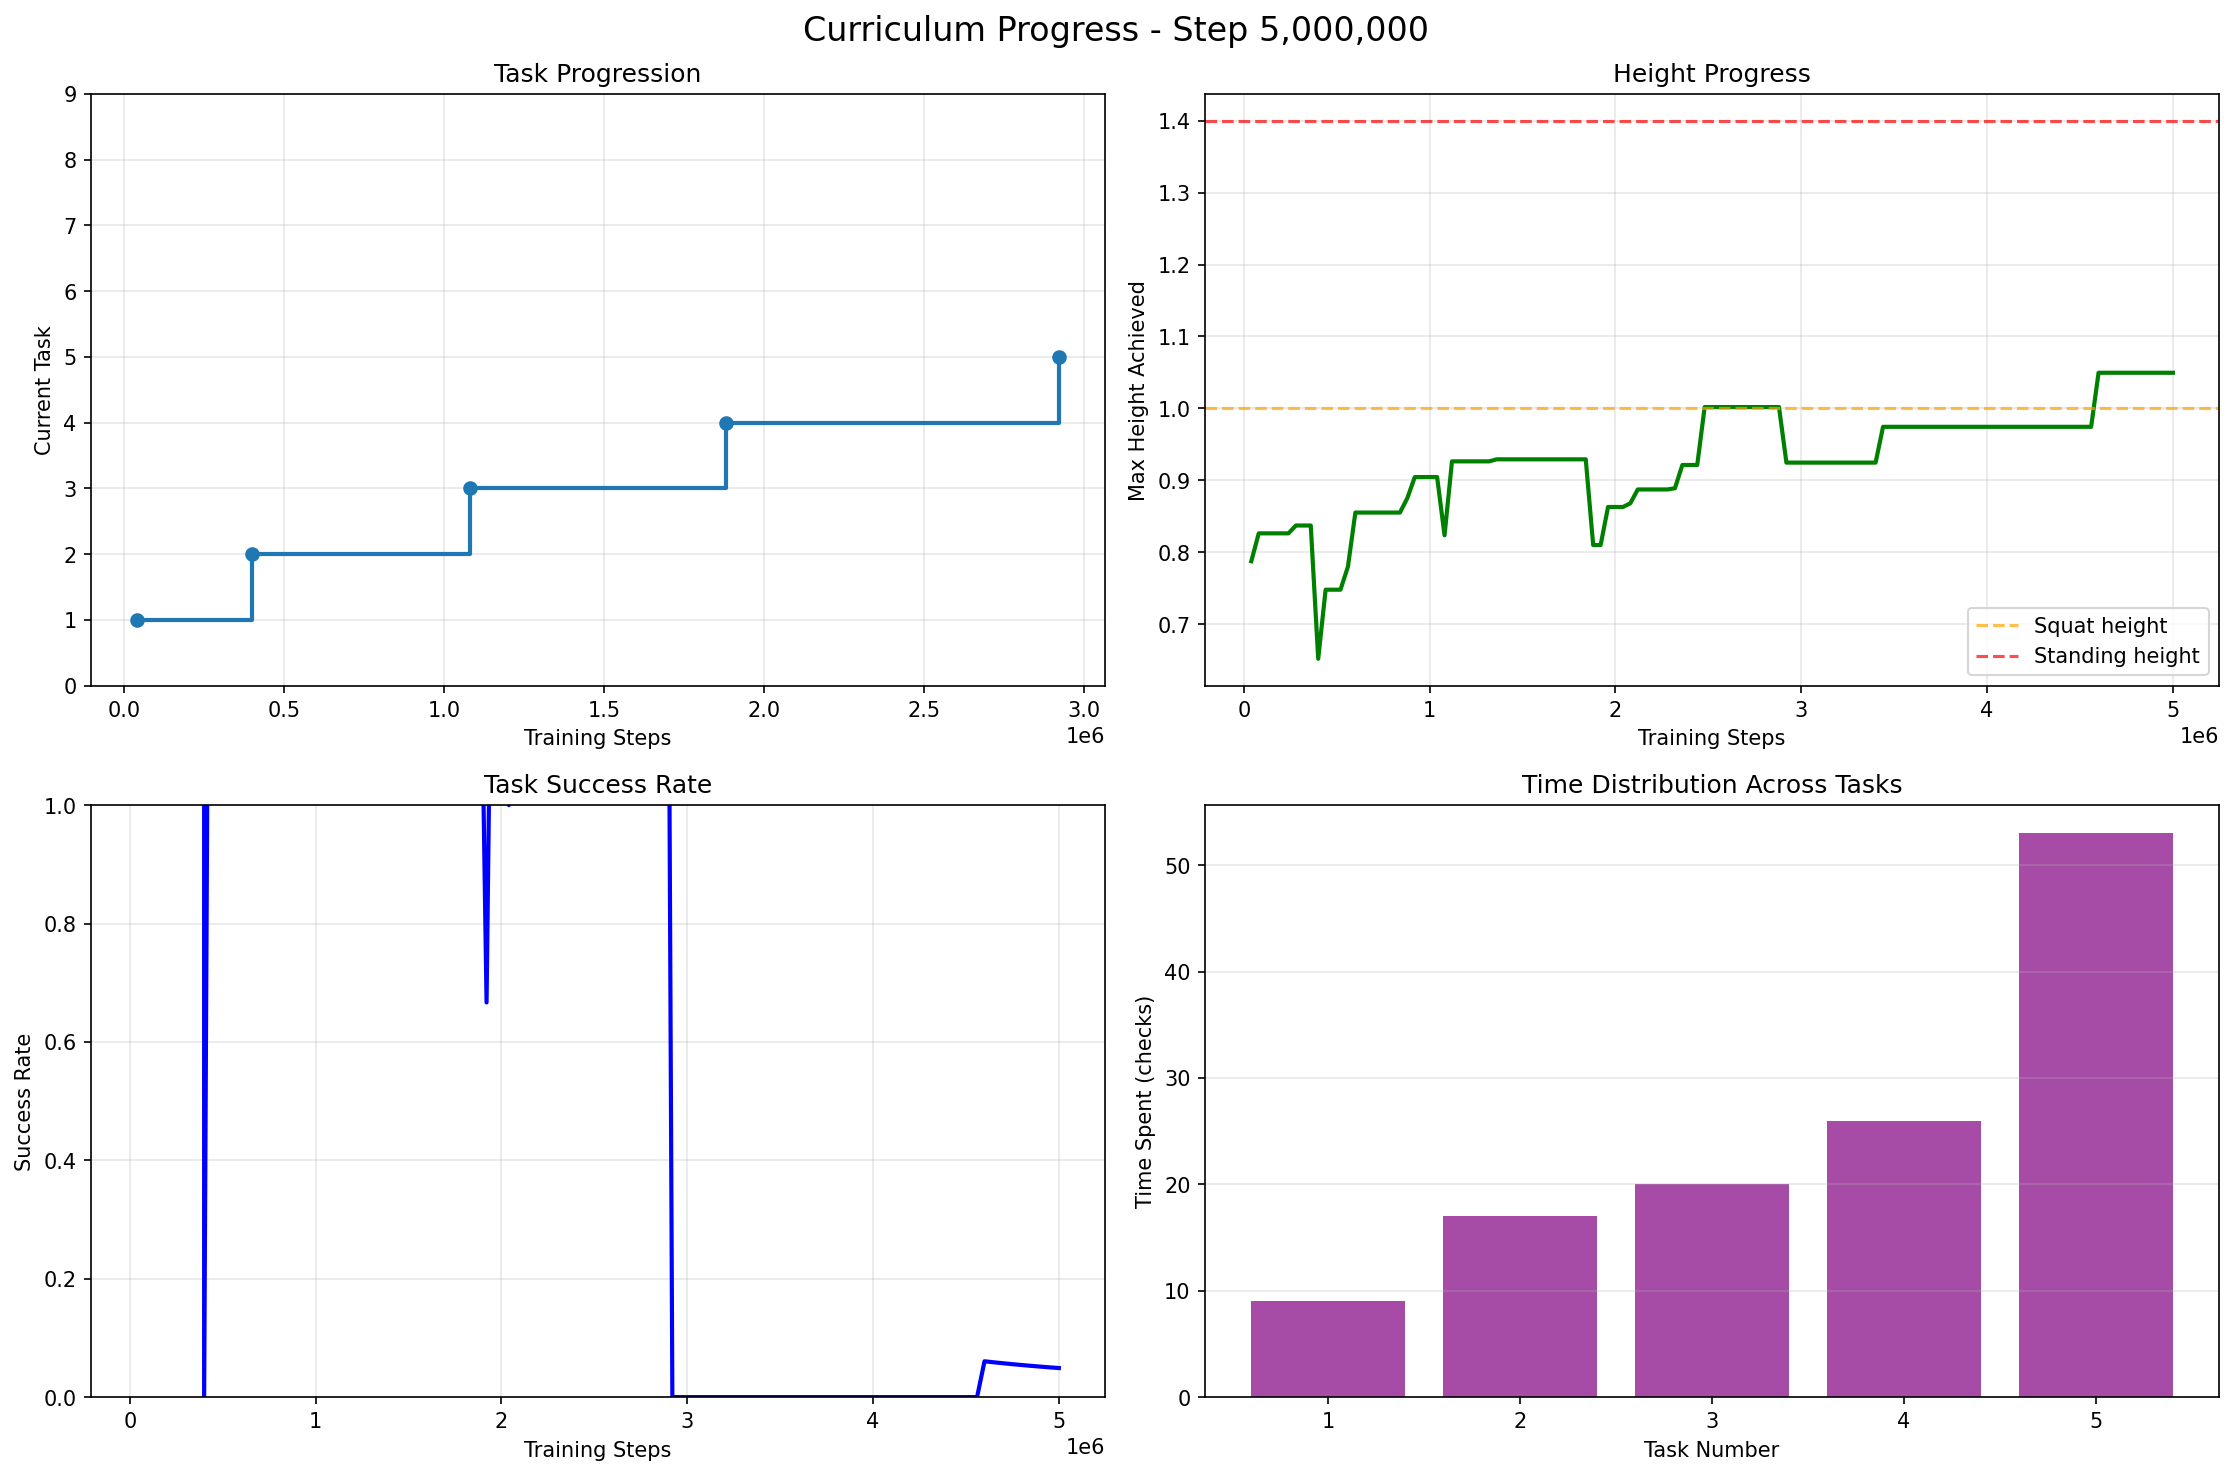 Curriculum Progress - Step 5,000,000
Task Progression
9
8
7
6
5
4
3
2
1
0
Current Task
0.0 0.5 1.0 1.5 2.0 2.5 3.0
1e6
Training Steps
Height Progress
1.4
1.3
1.2
1.1
1.0
0.9
0.8
0.7
Max Height Achieved
Squat height
Standing height
0 1 2 3 4 5
1e6
Training Steps
Task Success Rate
1.0
0.8
0.6
0.4
0.2
0.0
Success Rate
0 1 2 3 4 5
1e6
Training Steps
Time Distribution Across Tasks
50
40
30
20
10
0
Time Spent (checks)
1 2 3 4 5
Task Number